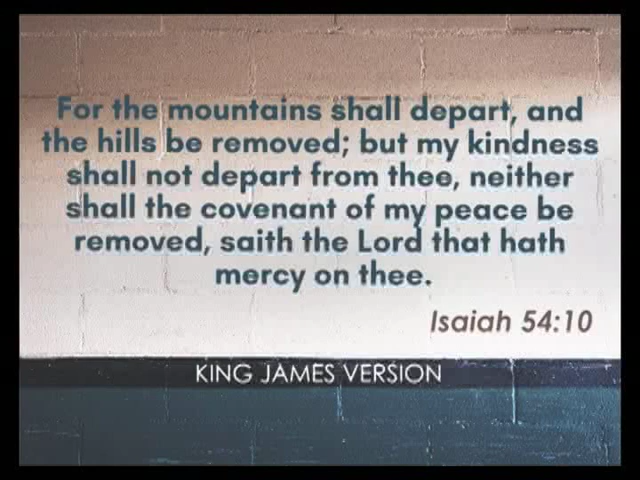 For the mountains shall depart, and
the hills be removed; but my kindness
shall not depart from thee, neither
shall the covenant of my peace be
removed, saith the Lord that hath
mercy on thee.
Isaiah 54:10
KING JAMES VERSION